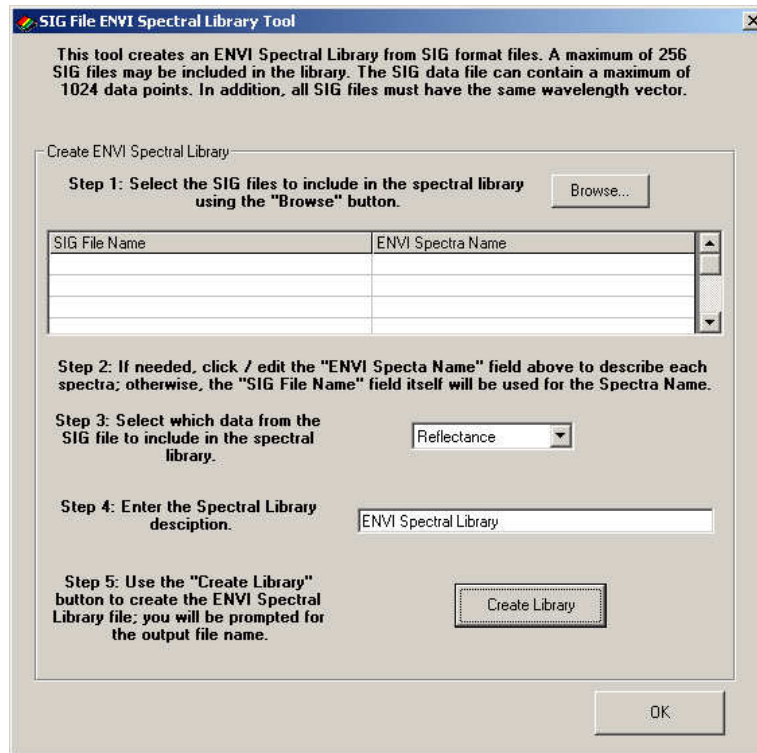 SIG File ENVI Spectral Library Tool
This tool creates an ENVI Spectral Library from SIG format files. A maximum of 256
SIG files may be included in the library. The SIG data file can contain a maximum of
1024 data points. In addition, all SIG files must have the same wavelength vector.
Create ENVI Spectral Library
Step 1: Select the SIG files to include in the spectral library
using the "Browse" button.
Browse...
SIG File Name ENVI Spectra Name
Step 2: If needed, click / edit the "ENVI Specta Name" field above to describe each
spectra; otherwise, the "SIG File Name" field itself will be used for the Spectra Name.
Step 3: Select which data from the
SIG file to include in the spectral
library.
Reflectance
Step 4: Enter the Spectral Library
desciption.
ENVI Spectral Library
Step 5: Use the "Create Library"
button to create the ENVI Spectral
Library file; you will be prompted for
the output file name.
Create Library
OK